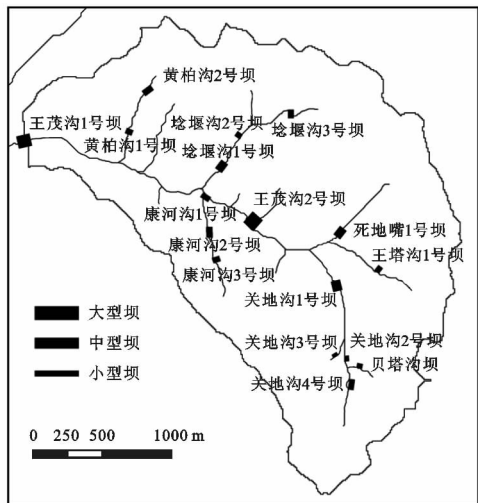 黄柏沟2号坝
王茂沟1号坝
埝堰沟2号坝
埝堰沟3号坝
黄柏沟1号坝
埝堰沟1号坝
王茂沟2号坝
康河沟1号坝
死地嘴1号坝
康河沟2号坝
王塔沟1号坝
康河沟3号坝
关地沟1号坝
大型坝
中型坝
小型坝
关地沟3号坝
关地沟2号坝
贝塔沟坝
关地沟4号坝
0 250 500 1000 m